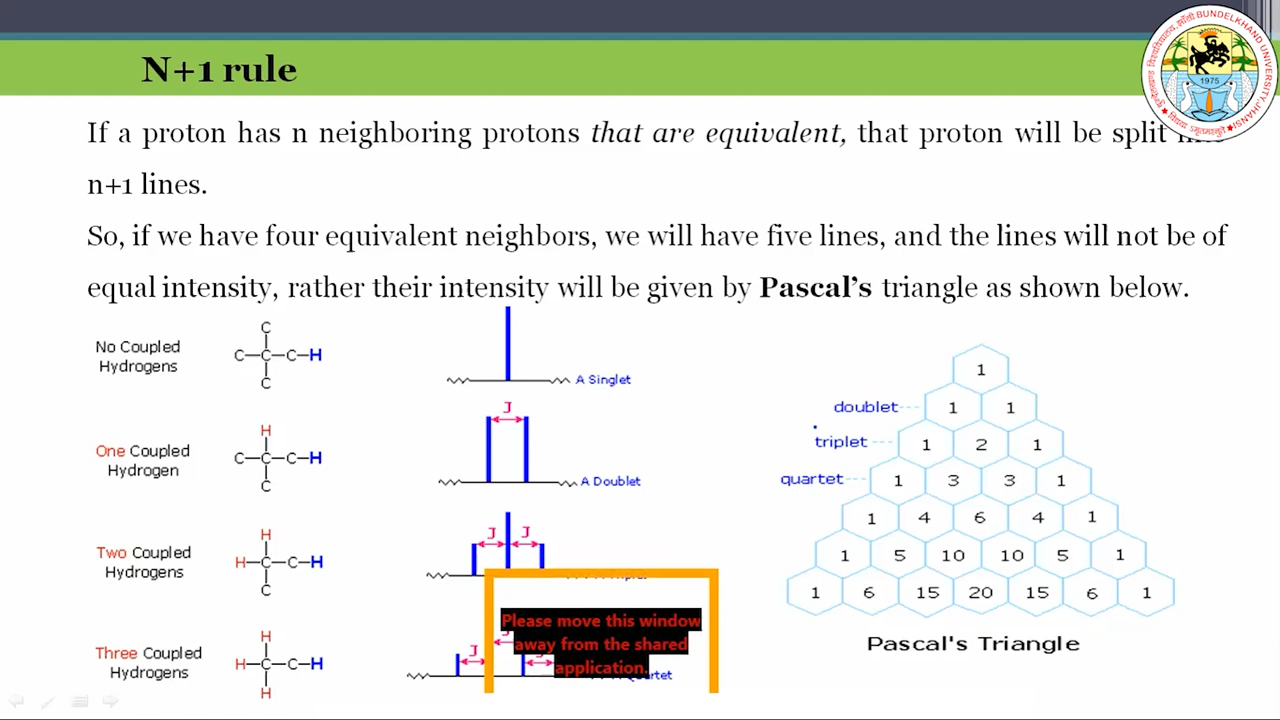 N+1 rule
BUNDELKHAND UNIVERSITY
1975
If a proton has n neighboring protons that are equivalent, that proton will be split into
n+1 lines.
So, if we have four equivalent neighbors, we will have five lines, and the lines will not be of
equal intensity, rather their intensity will be given by Pascal's triangle as shown below.
No Coupled
Hydrogens
C
C–C–C–H
C
A Singlet
One Coupled
Hydrogen
H
C–C–C–H
C
J
A Doublet
Two Coupled
Hydrogens
H
H–C–C–H
C
J J
Three Coupled
Hydrogens
H
H–C–C–H
H
J
Please move this window
away from the shared
application.
1
doublet 1 1
triplet 1 2 1
quartet 1 3 3 1
1 4 6 4 1
1 5 10 10 5 1
1 6 15 20 15 6 1
Pascal's Triangle